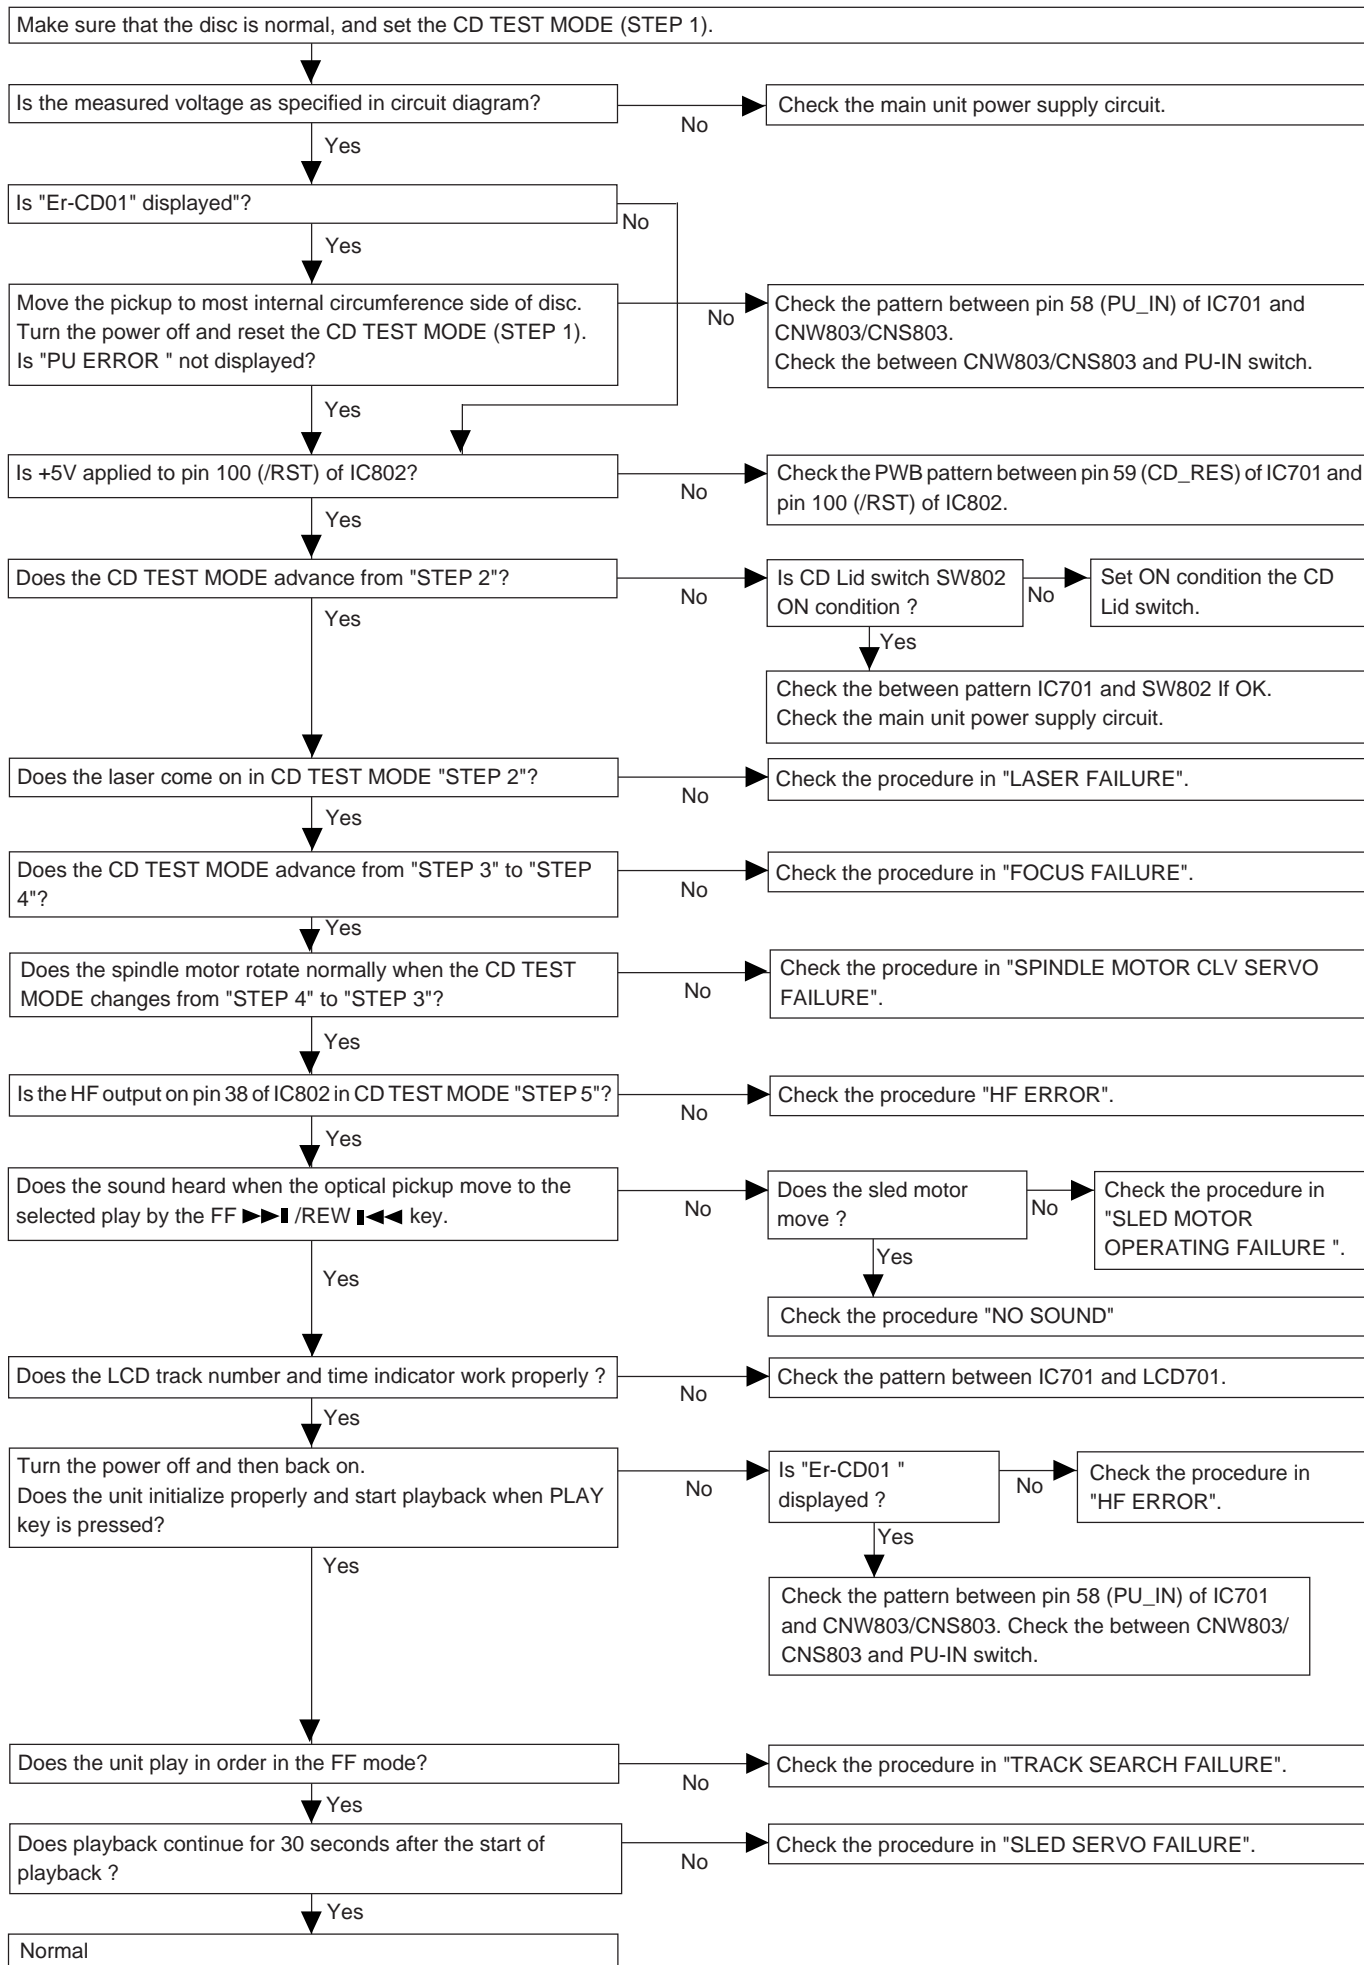 Make sure that the disc is normal, and set the CD TEST MODE (STEP 1).
Is the measured voltage as specified in circuit diagram?
No
Check the main unit power supply circuit.
Yes
Is "Er-CD01" displayed"?
No
Yes
Move the pickup to most internal circumference side of disc.
Turn the power off and reset the CD TEST MODE (STEP 1).
Is "PU ERROR " not displayed?
No
Check the pattern between pin 58 (PU_IN) of IC701 and
CNW803/CNS803.
Check the between CNW803/CNS803 and PU-IN switch.
Yes
Is +5V applied to pin 100 (/RST) of IC802?
No
Check the PWB pattern between pin 59 (CD_RES) of IC701 and
pin 100 (/RST) of IC802.
Yes
Does the CD TEST MODE advance from "STEP 2"?
No
Is CD Lid switch SW802
ON condition ?
No
Set ON condition the CD
Lid switch.
Yes
Yes
Check the between pattern IC701 and SW802 If OK.
Check the main unit power supply circuit.
Does the laser come on in CD TEST MODE "STEP 2"?
No
Check the procedure in "LASER FAILURE".
Yes
Does the CD TEST MODE advance from "STEP 3" to "STEP
4"?
No
Check the procedure in "FOCUS FAILURE".
Yes
Does the spindle motor rotate normally when the CD TEST
MODE changes from "STEP 4" to "STEP 3"?
No
Check the procedure in "SPINDLE MOTOR CLV SERVO
FAILURE".
Yes
Is the HF output on pin 38 of IC802 in CD TEST MODE "STEP 5"?
No
Check the procedure "HF ERROR".
Yes
Does the sound heard when the optical pickup move to the
selected play by the FF ►►▮ /REW ▮◄◄ key.
No
Does the sled motor
move ?
No
Check the procedure in
"SLED MOTOR
OPERATING FAILURE ".
Yes
Yes
Check the procedure "NO SOUND"
Does the LCD track number and time indicator work properly ?
No
Check the pattern between IC701 and LCD701.
Yes
Turn the power off and then back on.
Does the unit initialize properly and start playback when PLAY
key is pressed?
No
Is "Er-CD01 "
displayed ?
No
Check the procedure in
"HF ERROR".
Yes
Yes
Check the pattern between pin 58 (PU_IN) of IC701
and CNW803/CNS803. Check the between CNW803/
CNS803 and PU-IN switch.
Does the unit play in order in the FF mode?
No
Check the procedure in "TRACK SEARCH FAILURE".
Yes
Does playback continue for 30 seconds after the start of
playback ?
No
Check the procedure in "SLED SERVO FAILURE".
Yes
Normal